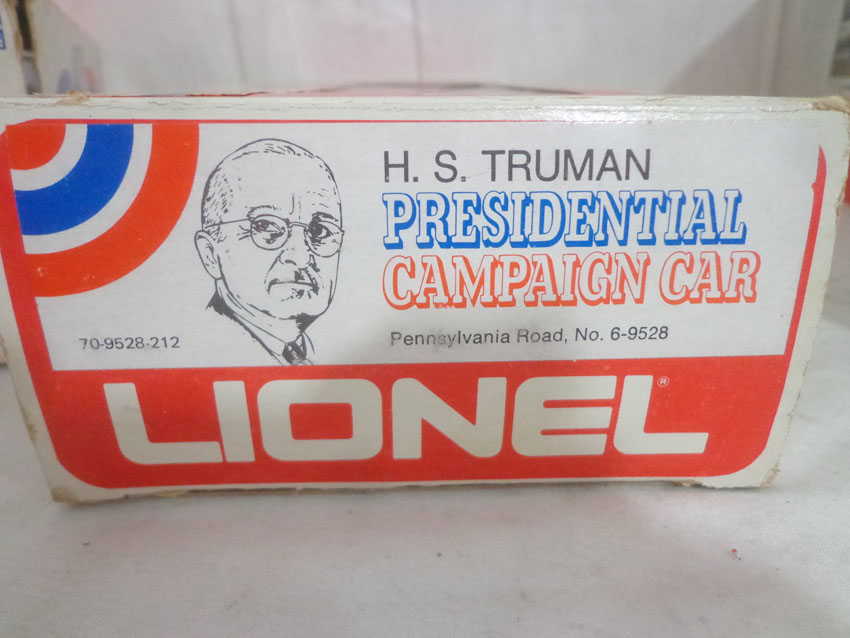 H. S. TRUMAN
PRESIDENTIAL
CAMPAIGN CAR
Pennsylvania Road, No. 6-9528
70-9528-212
LIONEL®